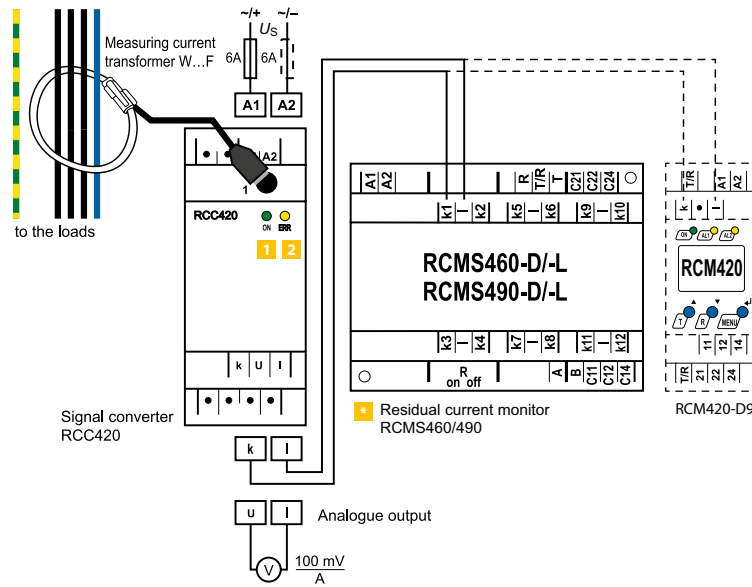 ~/+ ~/–
US
Measuring current
transformer W...F
6A 6A
A1 A2
A2
1
RCC420
ON ERR
1 2
to the loads
k U l
Signal converter
RCC420
k l
U l
Analogue output
V
100 mV
A
A1 A2 R T/R T C21 C22 C24
k1 l k2 k5 l k6 k9 l k10
RCMS460-D/-L
RCMS490-D/-L
k3 l k4 k7 l k8 k11 l k12
R
on off
A B C11 C12 C14
* Residual current monitor
RCMS460/490
T/R A1 A2
k l
ON AL1 AL2
RCM420
T R MENU
11 12 14
T/R 21 22 24
RCM420-D9